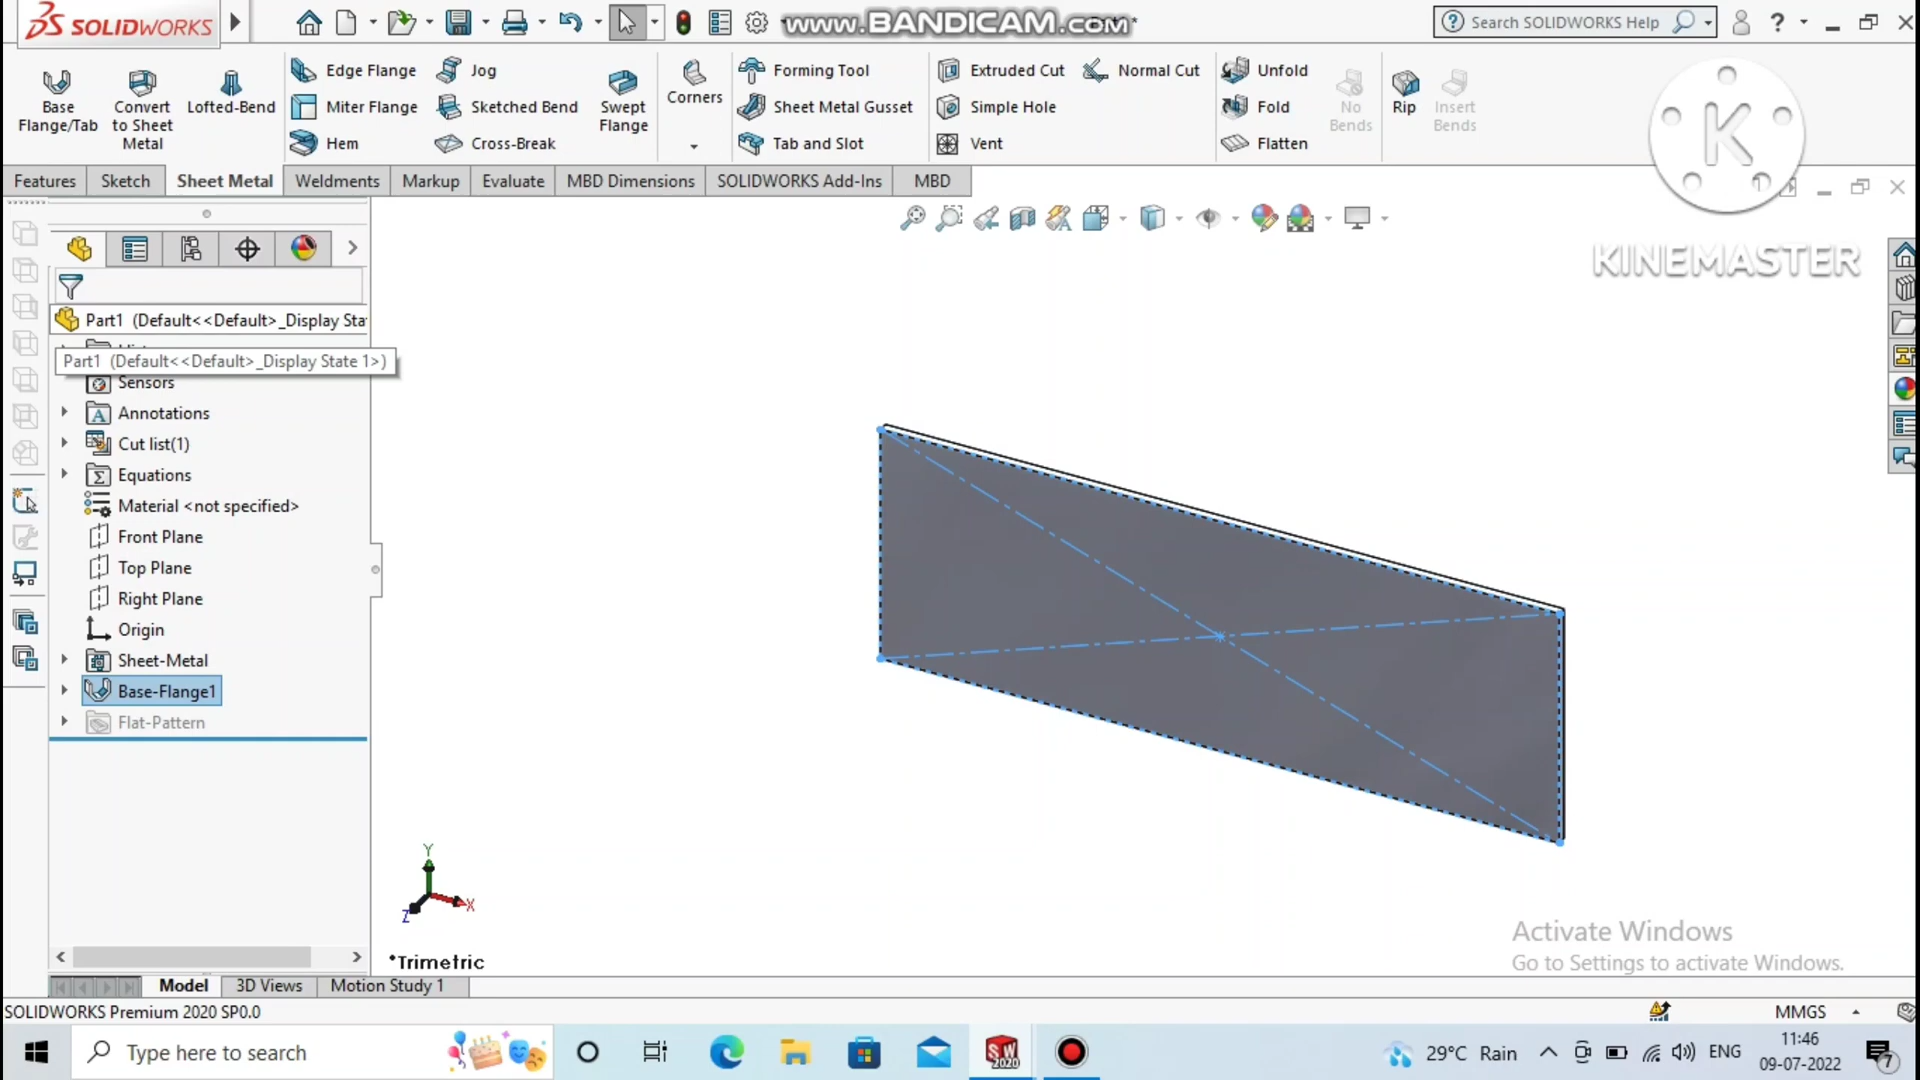 SOLIDWORKS
www.BANDICAM.com
Search SOLIDWORKS Help
Base Flange/Tab
Convert to Sheet Metal
Lofted-Bend
Edge Flange
Miter Flange
Hem
Jog
Sketched Bend
Cross-Break
Swept Flange
Corners
Forming Tool
Sheet Metal Gusset
Tab and Slot
Extruded Cut
Simple Hole
Vent
Normal Cut
Unfold
Fold
Flatten
No Bends
Rip
Insert Bends
K
KINEMASTER
Features
Sketch
Sheet Metal
Weldments
Markup
Evaluate
MBD Dimensions
SOLIDWORKS Add-Ins
MBD
Part1 (Default<<Default>_Display Sta
Part1 (Default<<Default>_Display State 1>)
Sensors
Annotations
Cut list(1)
Equations
Material <not specified>
Front Plane
Top Plane
Right Plane
Origin
Sheet-Metal
Base-Flange1
Flat-Pattern
Y
X
Z
*Trimetric
Activate Windows
Go to Settings to activate Windows.
Model
3D Views
Motion Study 1
SOLIDWORKS Premium 2020 SP0.0
MMGS
Type here to search
SW
2020
29°C Rain
ENG
11:46
09-07-2022
7